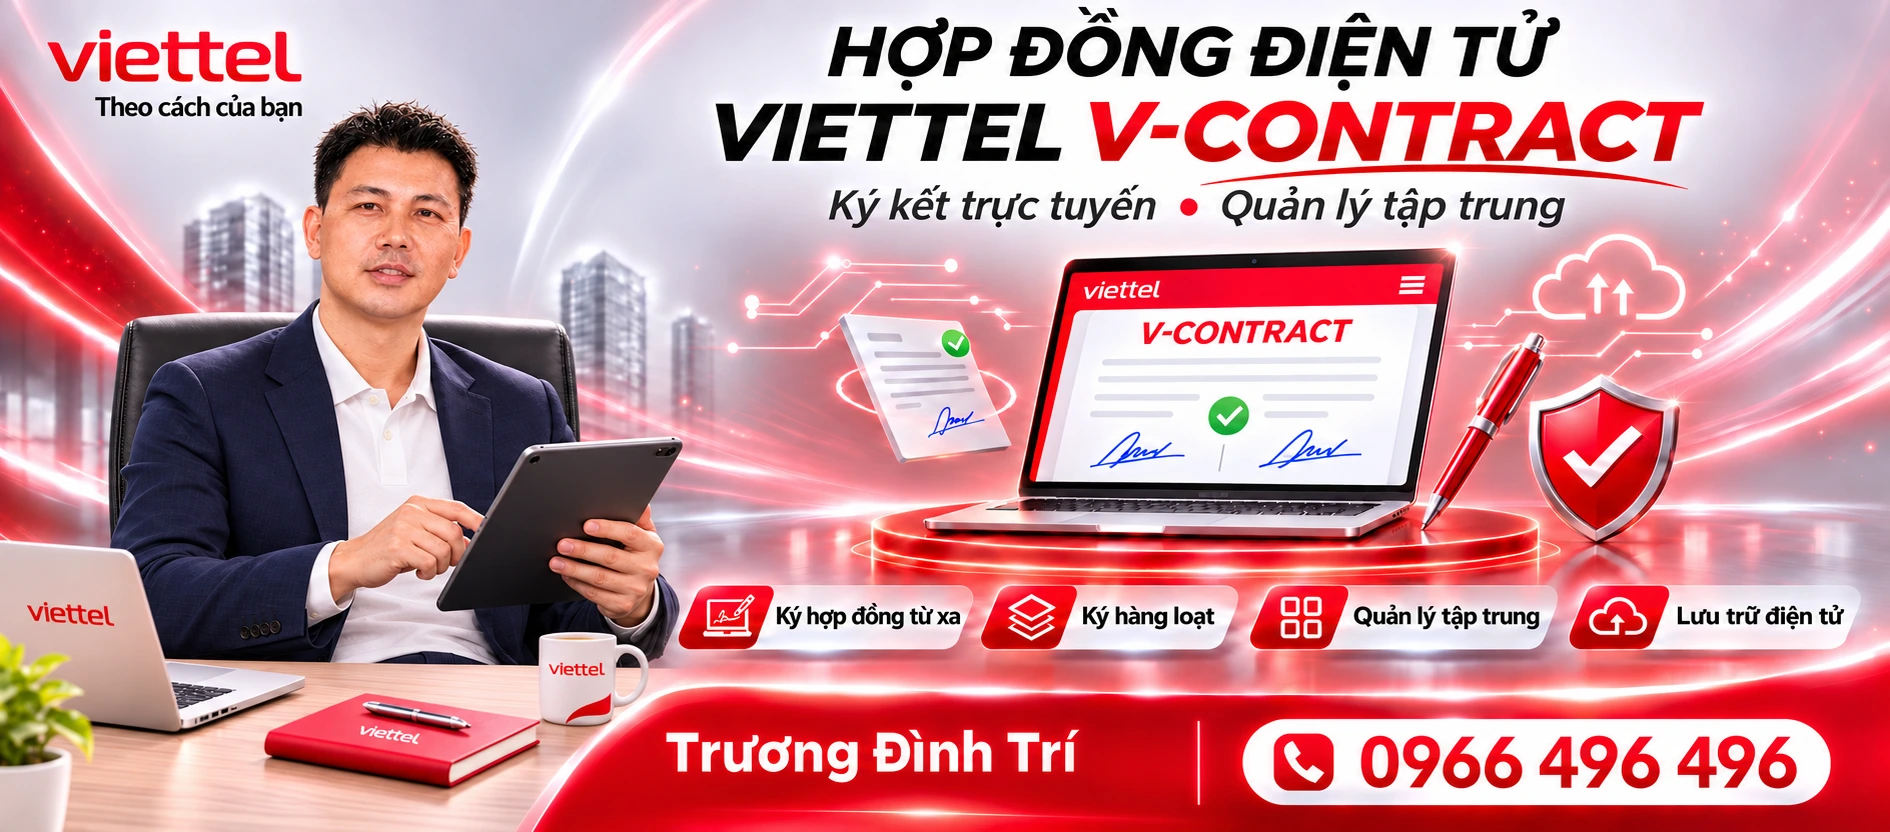 viettel
Theo cách của bạn
HỢP ĐỒNG ĐIỆN TỬ
VIETTEL V-CONTRACT
Ký kết trực tuyến • Quản lý tập trung
viettel
V-CONTRACT
Ký hợp đồng từ xa
Ký hàng loạt
Quản lý tập trung
Lưu trữ điện tử
viettel
viettel
viettel
Trương Đình Trí
0966 496 496